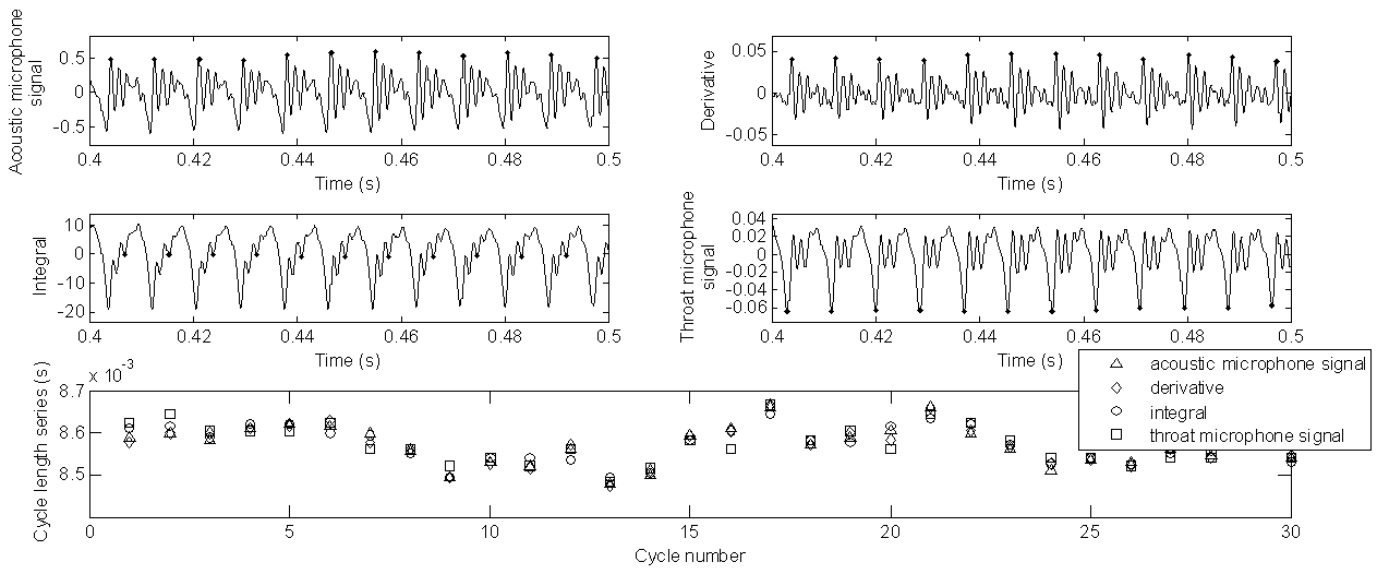 Acoustic microphone
signal
0.5
0
-0.5
0.4 0.42 0.44 0.46 0.48 0.5
Time (s)
Derivative
0.05
0
-0.05
0.4 0.42 0.44 0.46 0.48 0.5
Time (s)
Integral
10
0
-10
-20
0.4 0.42 0.44 0.46 0.48 0.5
Time (s)
Throat microphone
signal
0.04
0.02
-0.02
-0.04
-0.06
0.4 0.42 0.44 0.46 0.48 0.5
Time (s)
Cycle length series (s)
x 10-3
8.7
8.6
8.5
0 5 10 15 20 25 30
Cycle number
acoustic microphone signal
derivative
integral
throat microphone signal